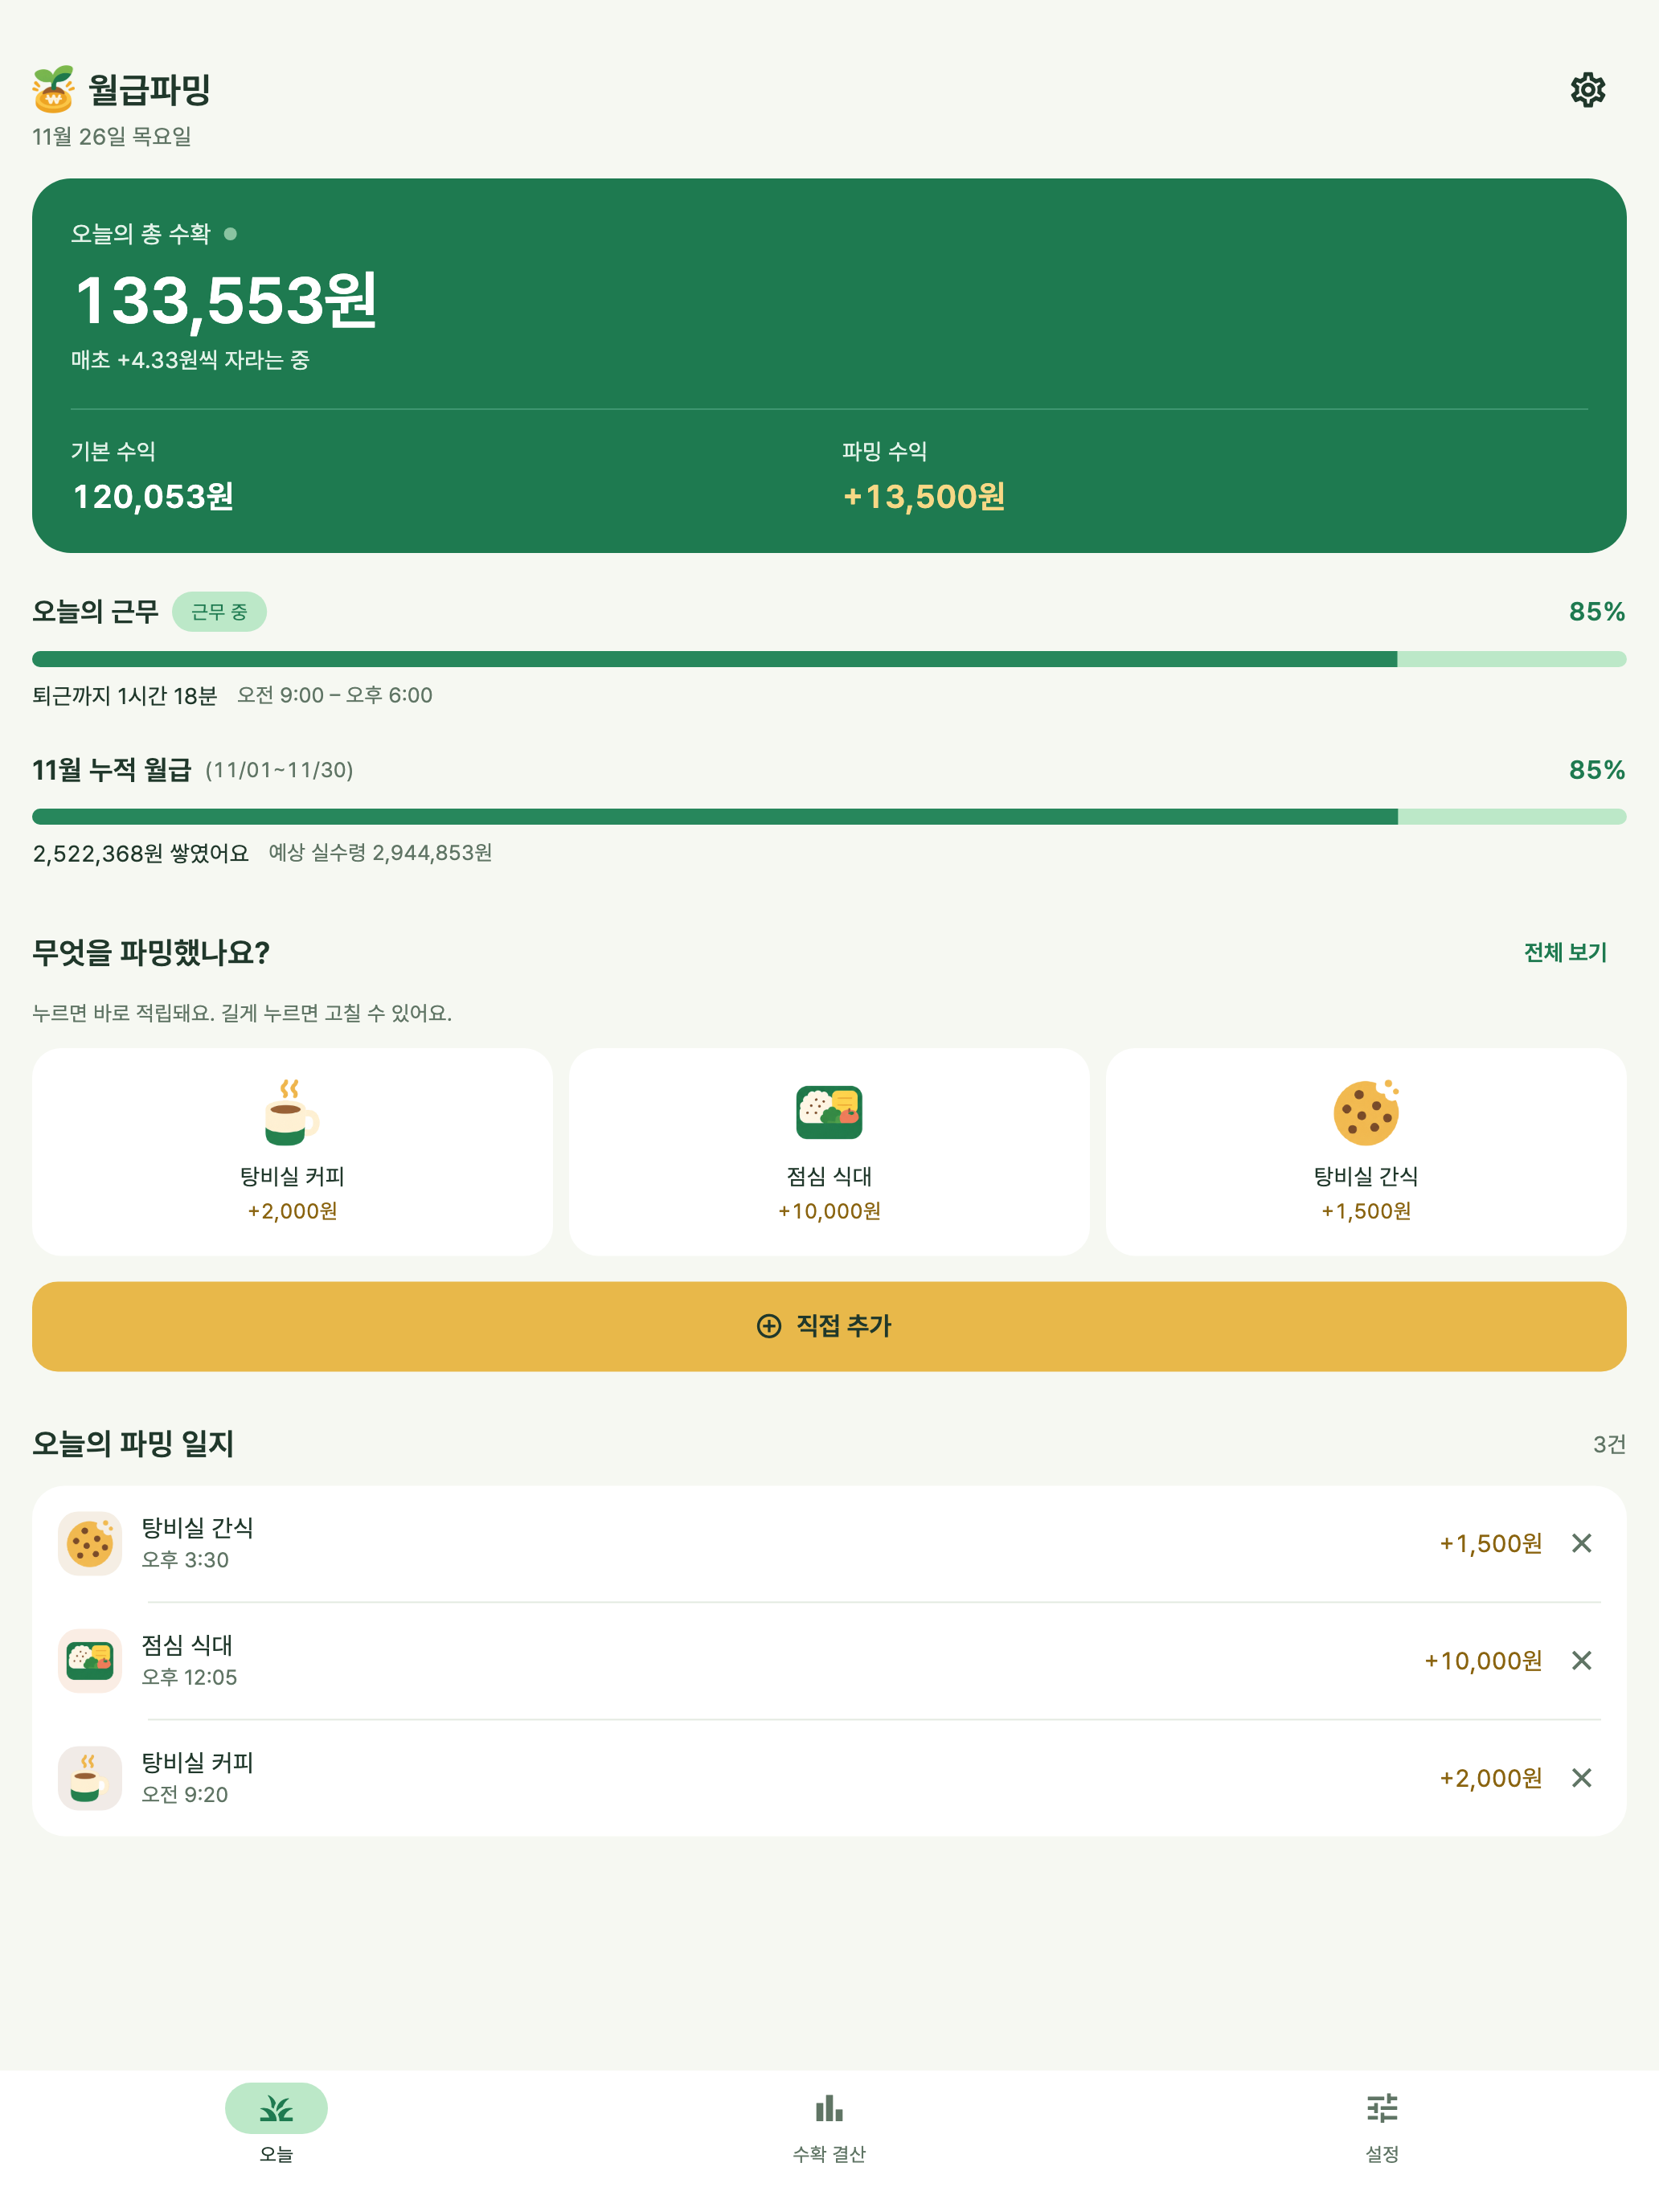 월급파밍
11월 26일 목요일
오늘의 총 수확
133,553원
매초 +4.33원씩 자라는 중
기본 수익
120,053원
파밍 수익
+13,500원
오늘의 근무
근무 중
85%
퇴근까지 1시간 18분
오전 9:00 – 오후 6:00
11월 누적 월급 (11/01~11/30)
85%
2,522,368원 쌓였어요
예상 실수령 2,944,853원
무엇을 파밍했나요?
전체 보기
누르면 바로 적립돼요. 길게 누르면 고칠 수 있어요.
탕비실 커피
+2,000원
점심 식대
+10,000원
탕비실 간식
+1,500원
직접 추가
오늘의 파밍 일지
3건
탕비실 간식
오후 3:30
+1,500원
점심 식대
오후 12:05
+10,000원
탕비실 커피
오전 9:20
+2,000원
오늘
수확 결산
설정